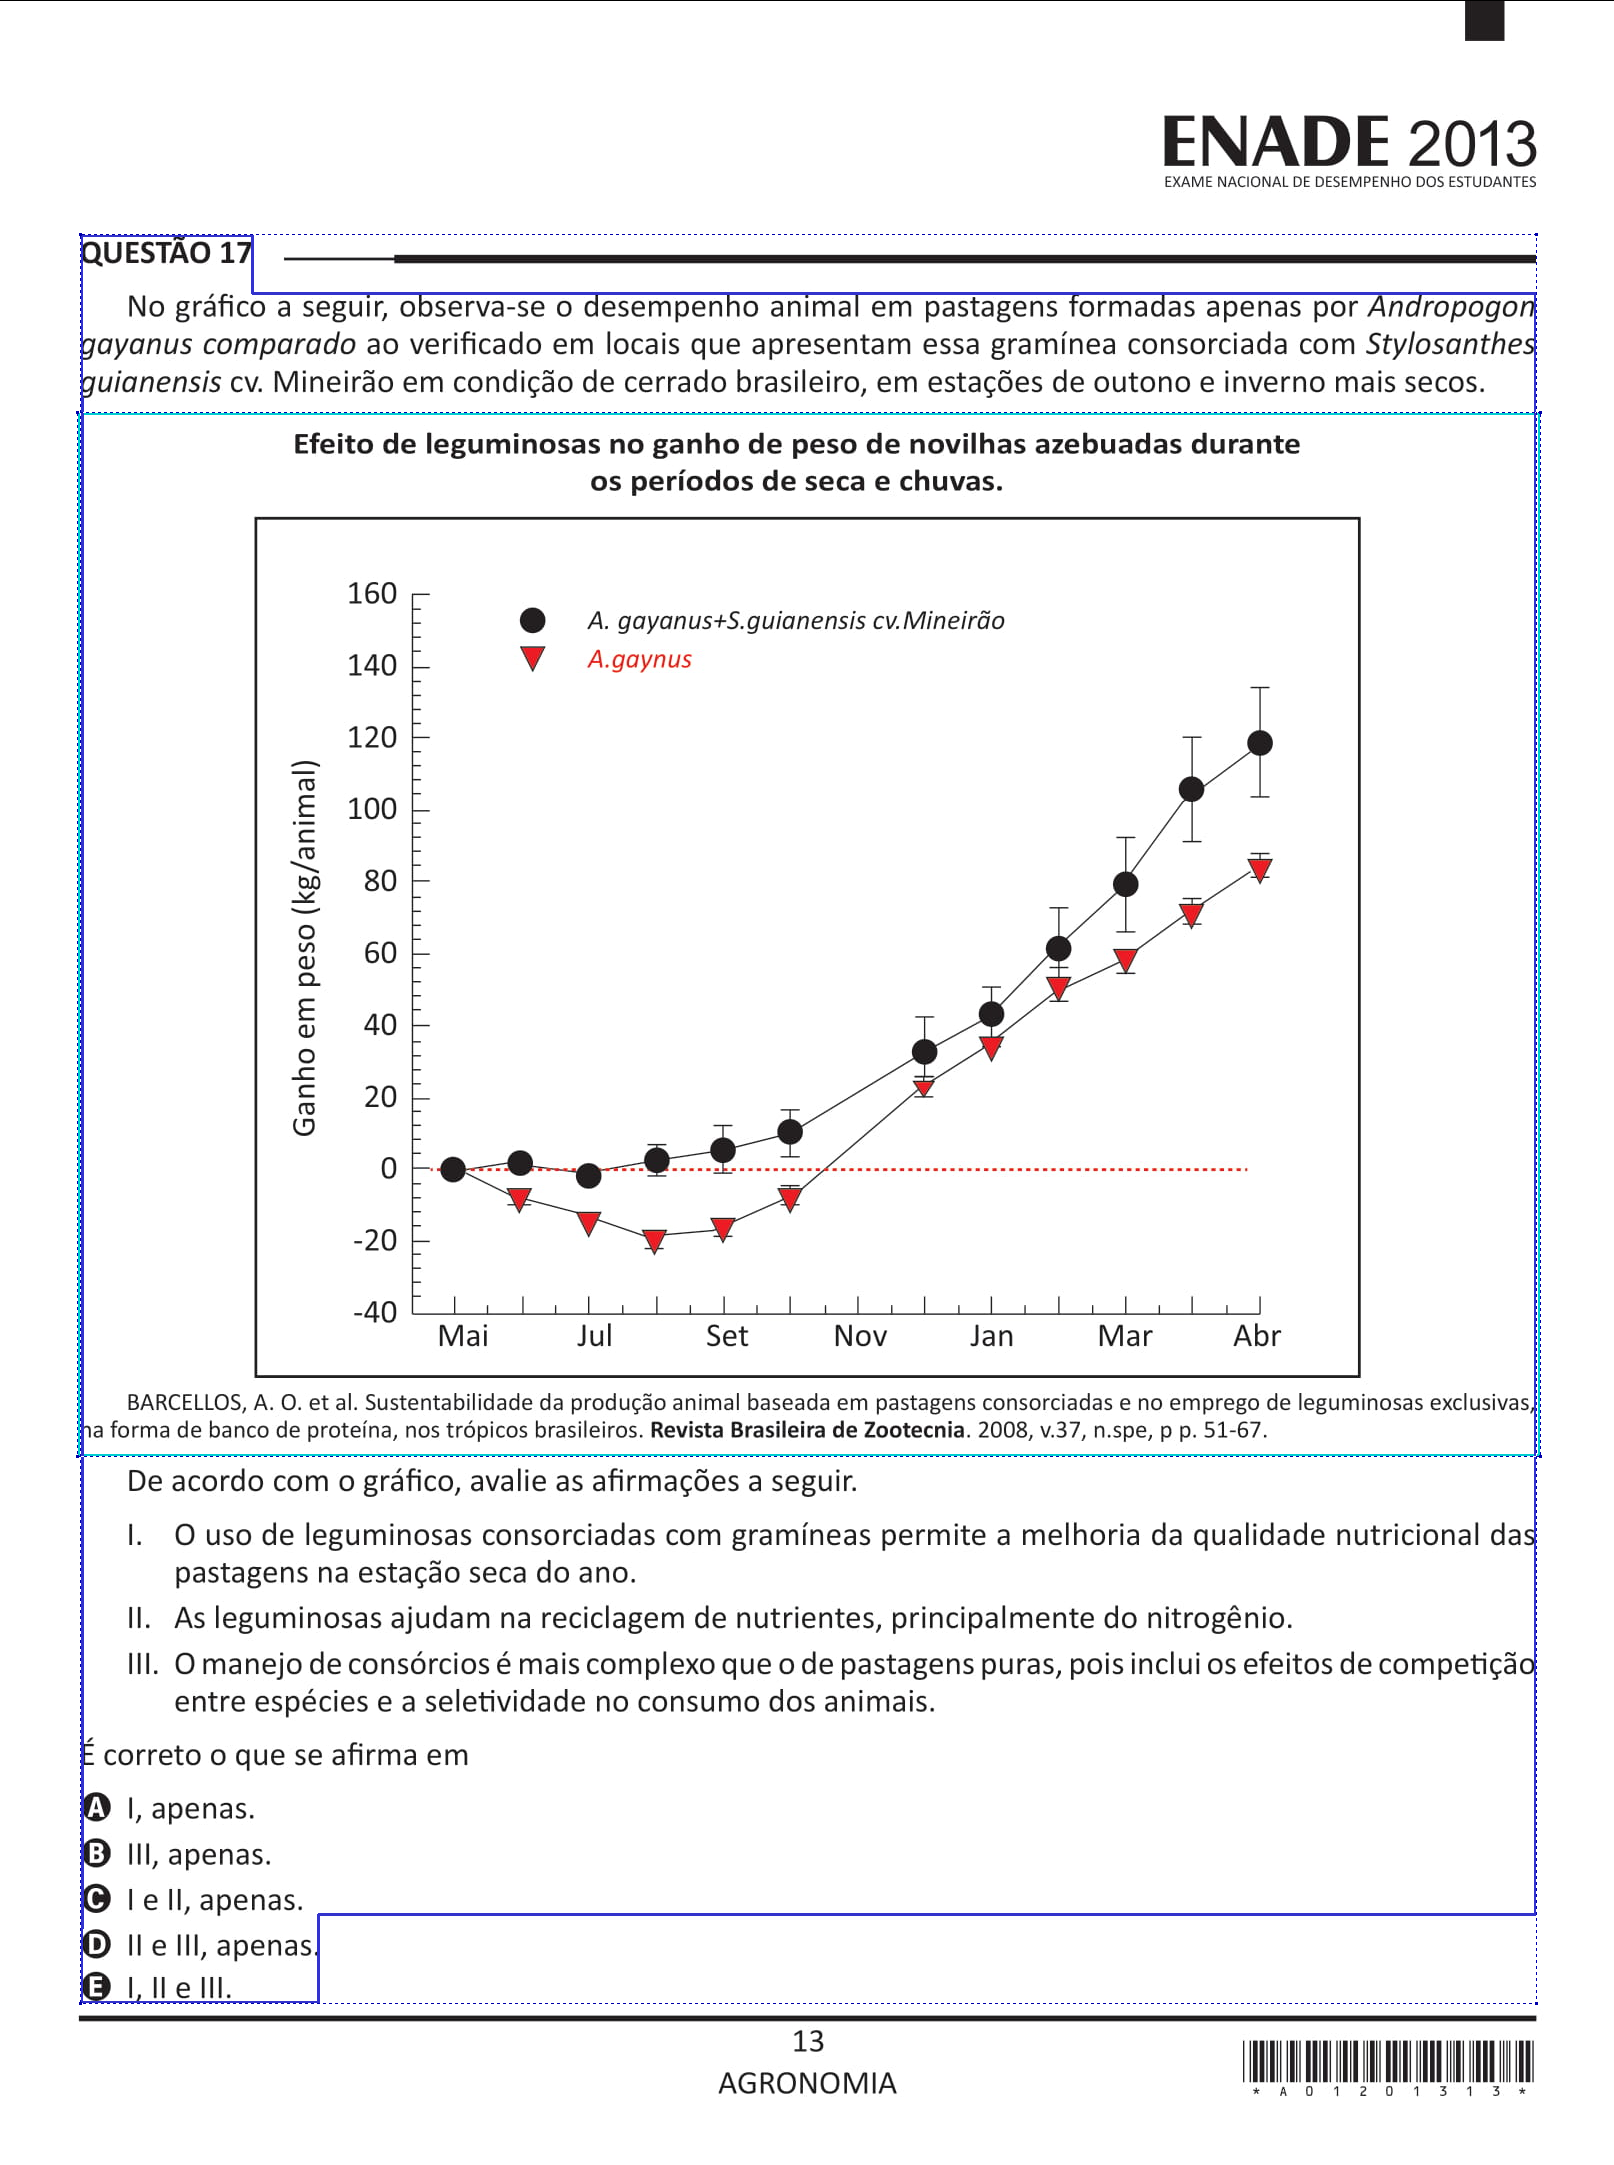 ENADE 2013
EXAME NACIONAL DE DESEMPENHO DOS ESTUDANTES
QUESTÃO 17
No gráfico a seguir, observa-se o desempenho animal em pastagens formadas apenas por Andropogon
gayanus comparado ao verificado em locais que apresentam essa gramínea consorciada com Stylosanthes
guianensis cv. Mineirão em condição de cerrado brasileiro, em estações de outono e inverno mais secos.
Efeito de leguminosas no ganho de peso de novilhas azebuadas durante
os períodos de seca e chuvas.
160
140
120
100
80
60
40
20
0
-20
-40
Ganho em peso (kg/animal)
A. gayanus+S.guianensis cv.Mineirão
A.gaynus
Mai Jul Set Nov Jan Mar Abr
BARCELLOS, A. O. et al. Sustentabilidade da produção animal baseada em pastagens consorciadas e no emprego de leguminosas exclusivas,
na forma de banco de proteína, nos trópicos brasileiros. Revista Brasileira de Zootecnia. 2008, v.37, n.spe, p p. 51-67.
De acordo com o gráfico, avalie as afirmações a seguir.
I. O uso de leguminosas consorciadas com gramíneas permite a melhoria da qualidade nutricional das
pastagens na estação seca do ano.
II. As leguminosas ajudam na reciclagem de nutrientes, principalmente do nitrogênio.
III. O manejo de consórcios é mais complexo que o de pastagens puras, pois inclui os efeitos de competição
entre espécies e a seletividade no consumo dos animais.
É correto o que se afirma em
A I, apenas.
B III, apenas.
C I e II, apenas.
D II e III, apenas.
E I, II e III.
13
AGRONOMIA
* A 0 1 2 0 1 3 1 3 *